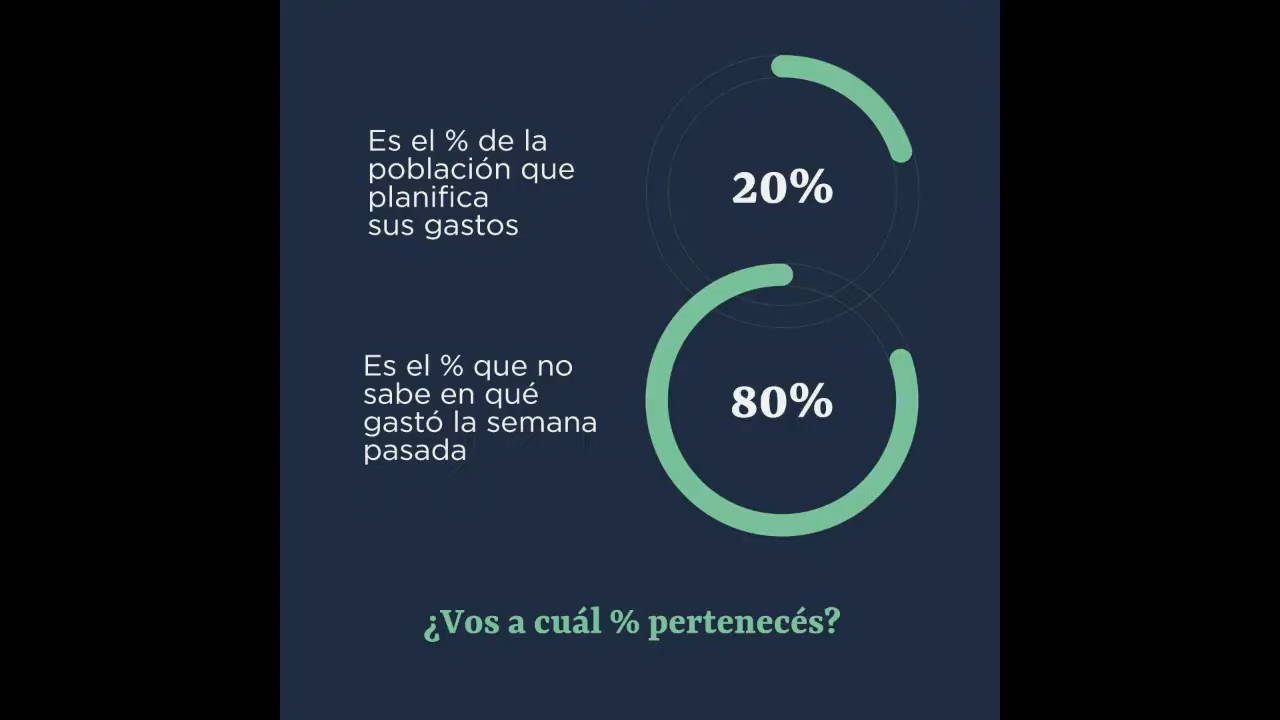 Es el % de la
población que
planifica
sus gastos
20%
Es el % que no
sabe en qué
gastó la semana
pasada
80%
¿Vos a cuál % pertenecés?